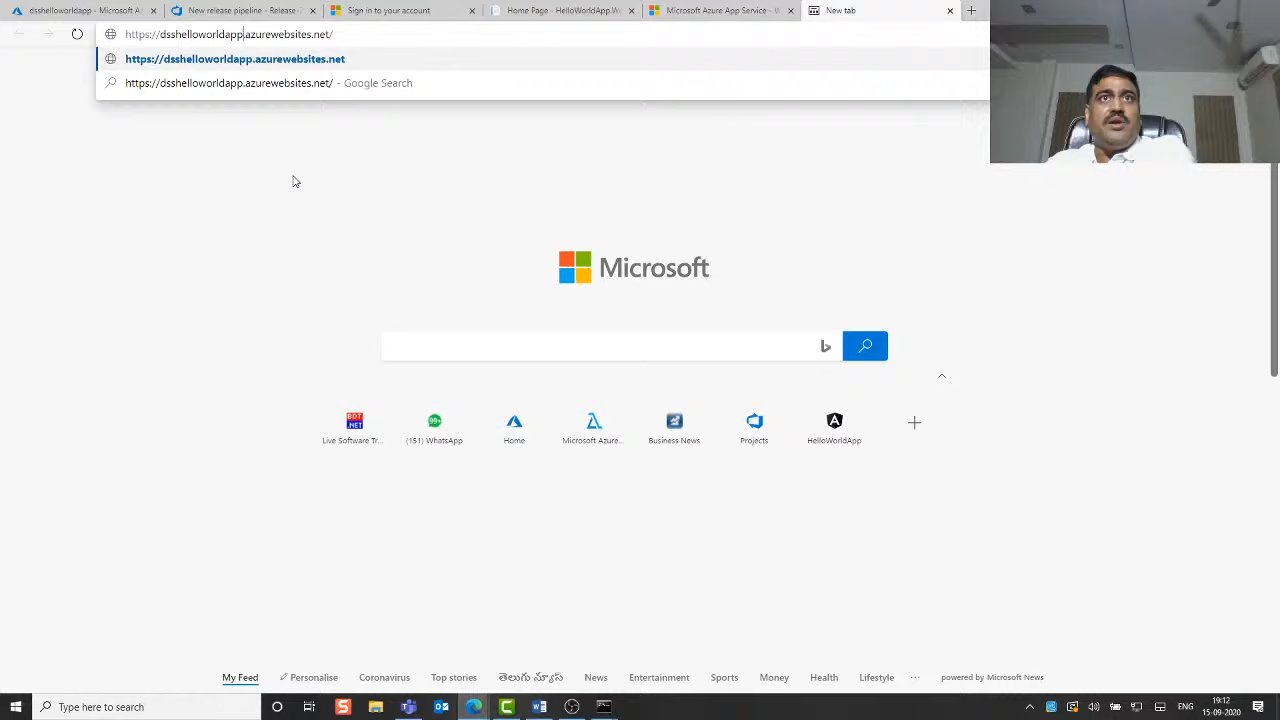 dsshelloworldapp - Microsoft A
New release pipeline - Release
Sign in to your account
Home Page - HelloWorldApp.W
Microsoft Azure App Service - W
New tab
https://dsshelloworldapp.azurewebsites.net/
https://dsshelloworldapp.azurewebsites.net
https://dsshelloworldapp.azurewebsites.net/ - Google Search
Microsoft
BDT
.NET
99+
Live Software Tr...
(151) WhatsApp
Home
Microsoft Azure...
Business News
Projects
HelloWorldApp
My Feed
Personalise
Coronavirus
Top stories
తెలుగు న్యూస్
News
Entertainment
Sports
Money
Health
Lifestyle
...
powered by Microsoft News
Type here to search
ENG
19:12
15-09-2020